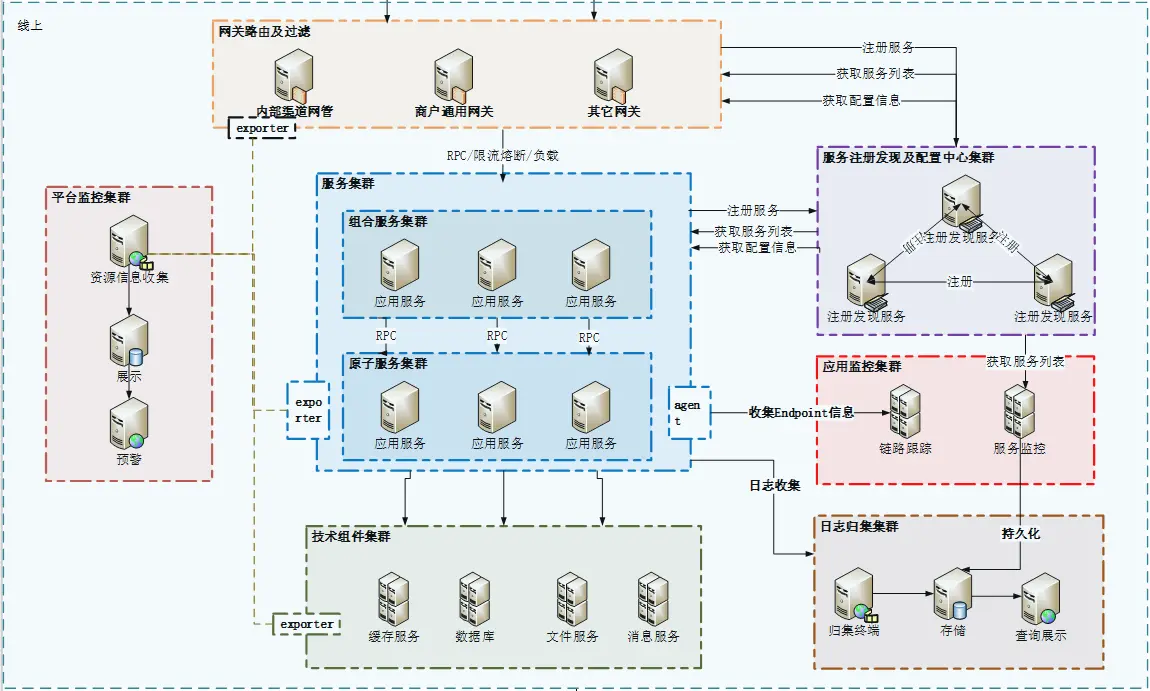 线上
网关路由及过滤
内部渠道网管
商户通用网关
其它网关
exporter
注册服务
获取服务列表
获取配置信息
RPC/限流熔断/负载
服务注册发现及配置中心集群
注册发现服务
注册
注册
注册
注册发现服务
注册发现服务
平台监控集群
资源信息收集
展示
预警
服务集群
组合服务集群
应用服务
应用服务
应用服务
RPC
RPC
RPC
原子服务集群
应用服务
应用服务
应用服务
expo
rter
agen
t
注册服务
获取服务列表
获取配置信息
获取服务列表
应用监控集群
收集Endpoint信息
链路跟踪
服务监控
日志收集
持久化
日志归集集群
归集终端
存储
查询展示
技术组件集群
缓存服务
数据库
文件服务
消息服务
exporter